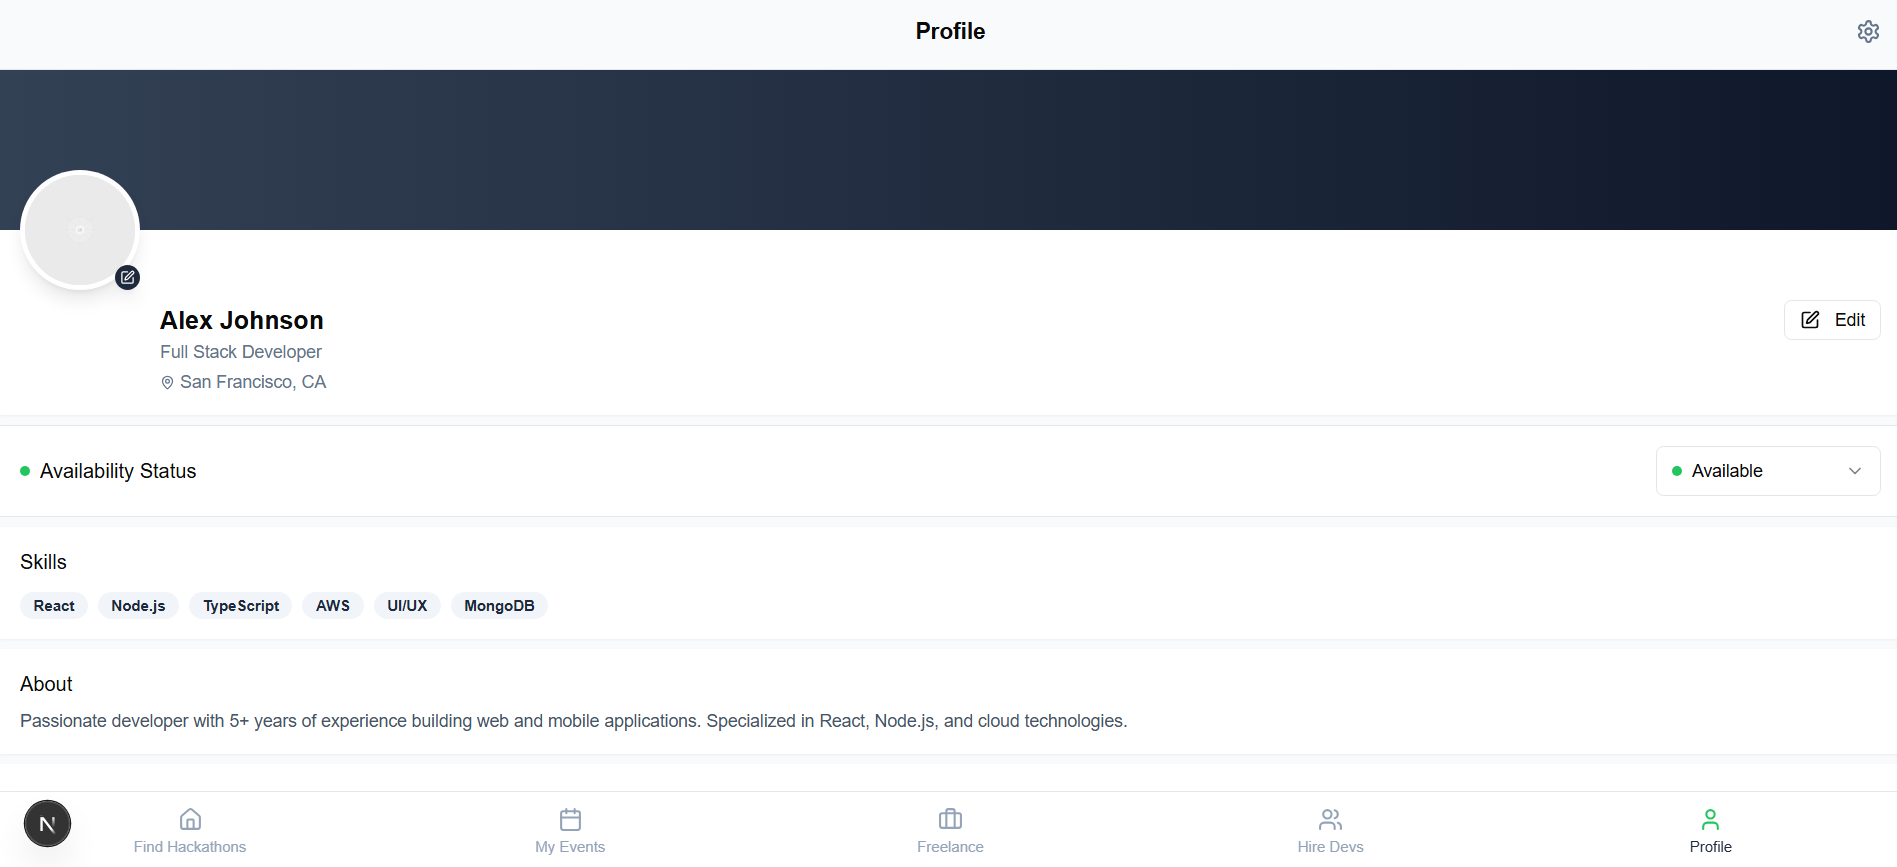 Profile
Alex Johnson
Edit
Full Stack Developer
San Francisco, CA
Availability Status
Available
Skills
React Node.js TypeScript AWS UI/UX MongoDB
About
Passionate developer with 5+ years of experience building web and mobile applications. Specialized in React, Node.js, and cloud technologies.
N
Find Hackathons My Events Freelance Hire Devs Profile